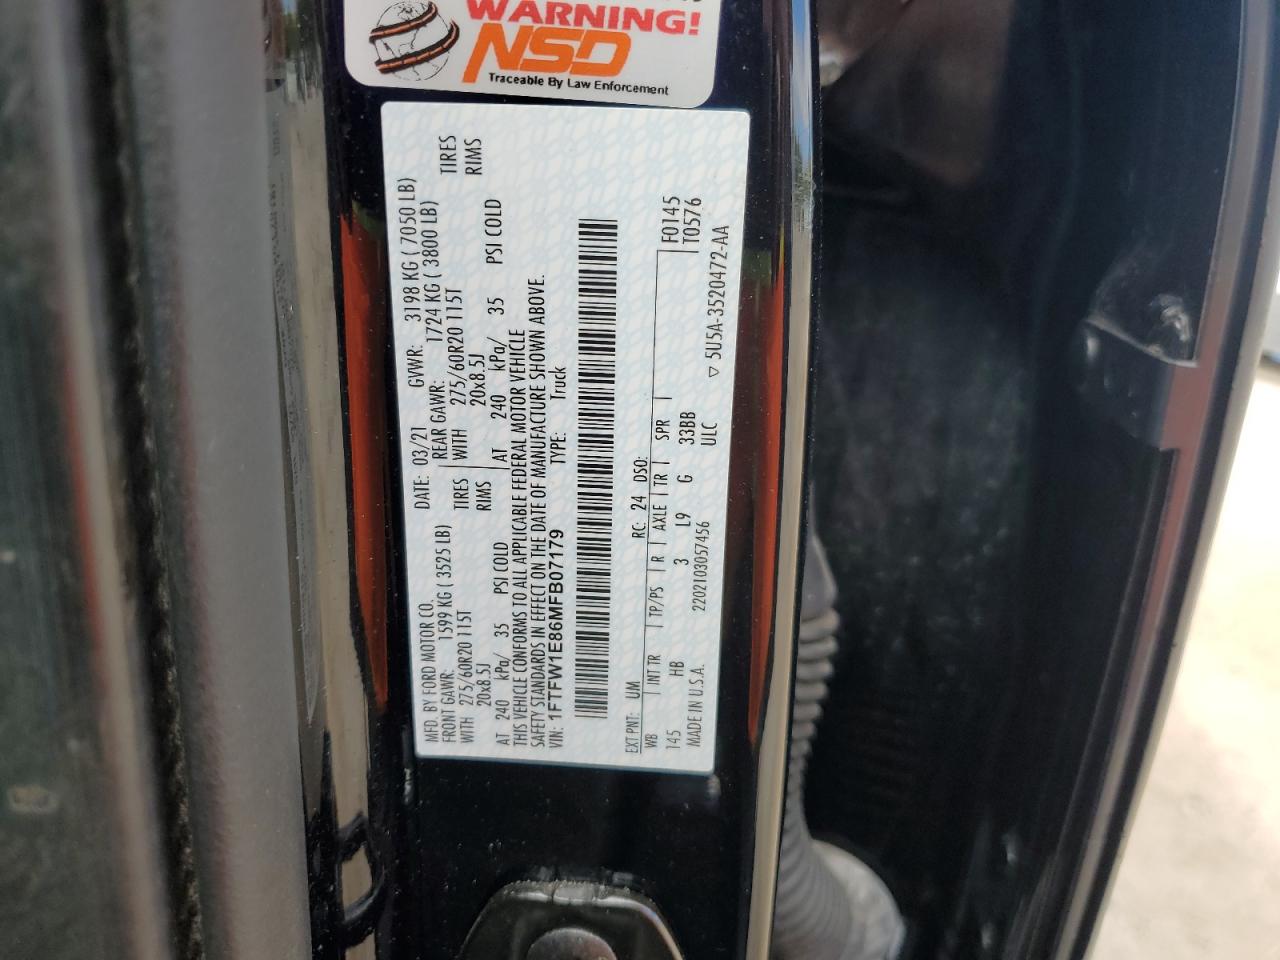 WARNING!
NSD
Traceable By Law Enforcement
MFD. BY FORD MOTOR CO.
DATE: 03/21 GVWR: 3198 KG ( 7050 LB)
FRONT GAWR: 1599 KG ( 3525 LB) REAR GAWR: 1724 KG ( 3800 LB)
WITH 275/60R20 115T TIRES WITH 275/60R20 115T TIRES
20x8.5J RIMS 20x8.5J RIMS
AT 240 kPa/ 35 PSI COLD AT 240 kPa/ 35 PSI COLD
THIS VEHICLE CONFORMS TO ALL APPLICABLE FEDERAL MOTOR VEHICLE
SAFETY STANDARDS IN EFFECT ON THE DATE OF MANUFACTURE SHOWN ABOVE.
VIN: 1FTFW1E86MFB07179 TYPE: Truck
EXT PNT: UM RC: 24 DSO: F0145
WB INT TR TP/PS R AXLE TR SPR T0576
145 HB 3 L9 G 33BB
MADE IN U.S.A. 2202103057456 ULC ▽ 5U5A-3520472-AA